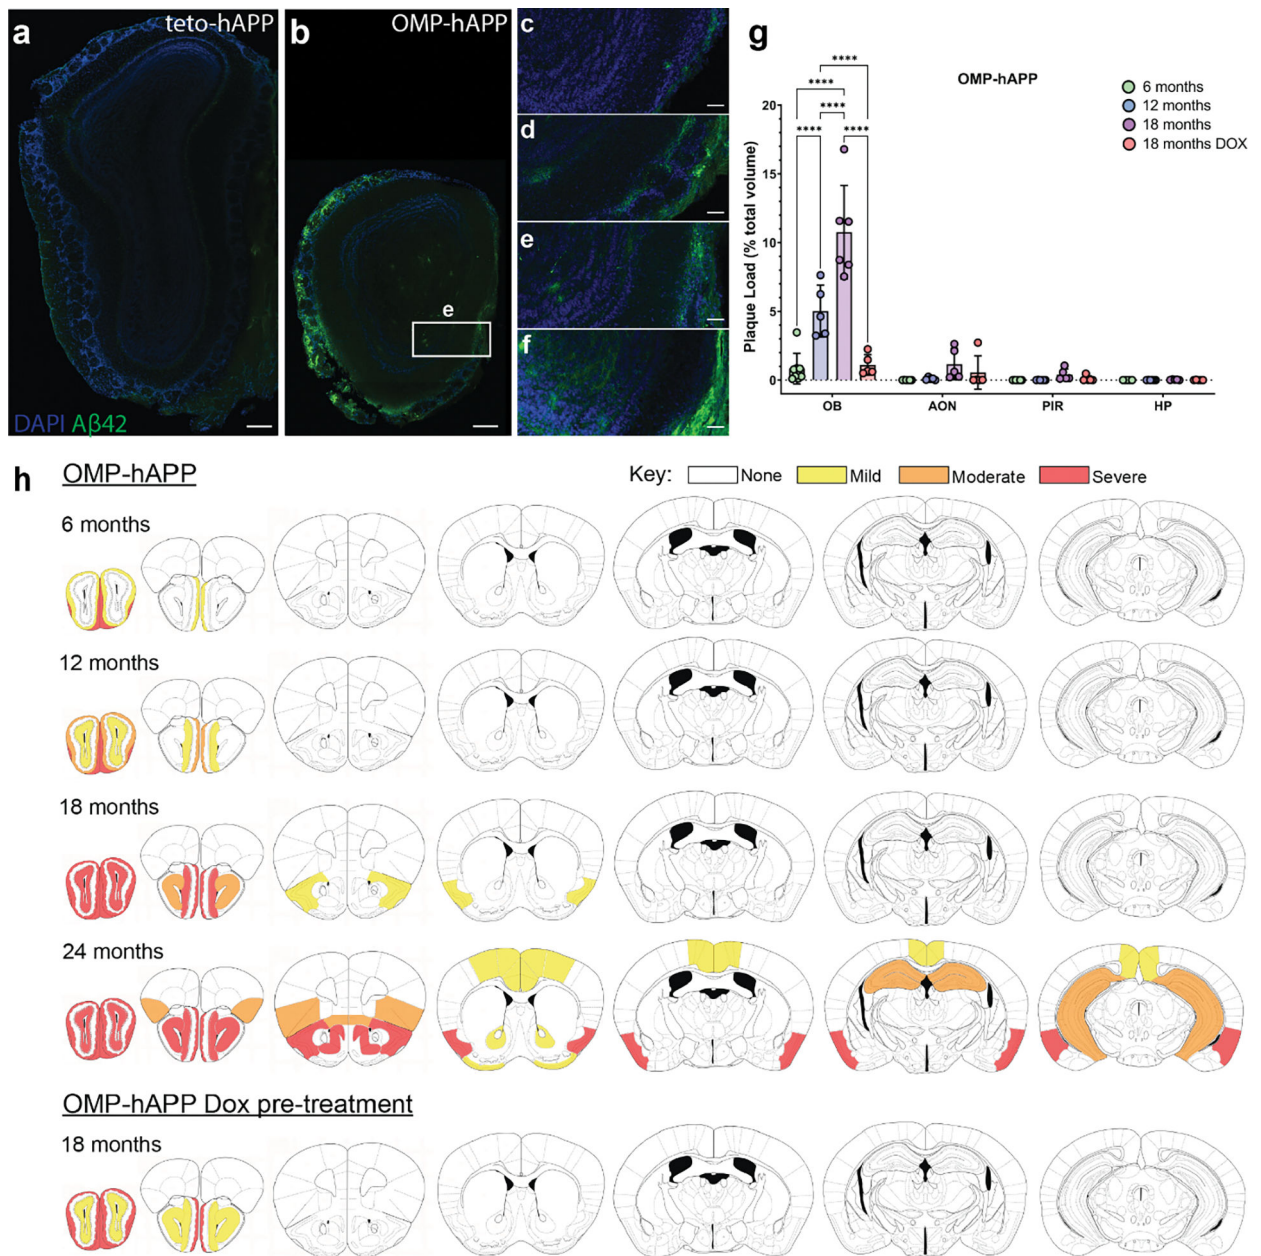 a teto-hAPP
DAPI Aβ42
b OMP-hAPP
e
c
d
e
f
g
OMP-hAPP
6 months
12 months
18 months
18 months DOX
**** 
****
****
**** ****
Plaque Load (% total volume)
20
15
10
5
0
OB AON PIR HP
h OMP-hAPP
Key: None Mild Moderate Severe
6 months
12 months
18 months
24 months
OMP-hAPP Dox pre-treatment
18 months